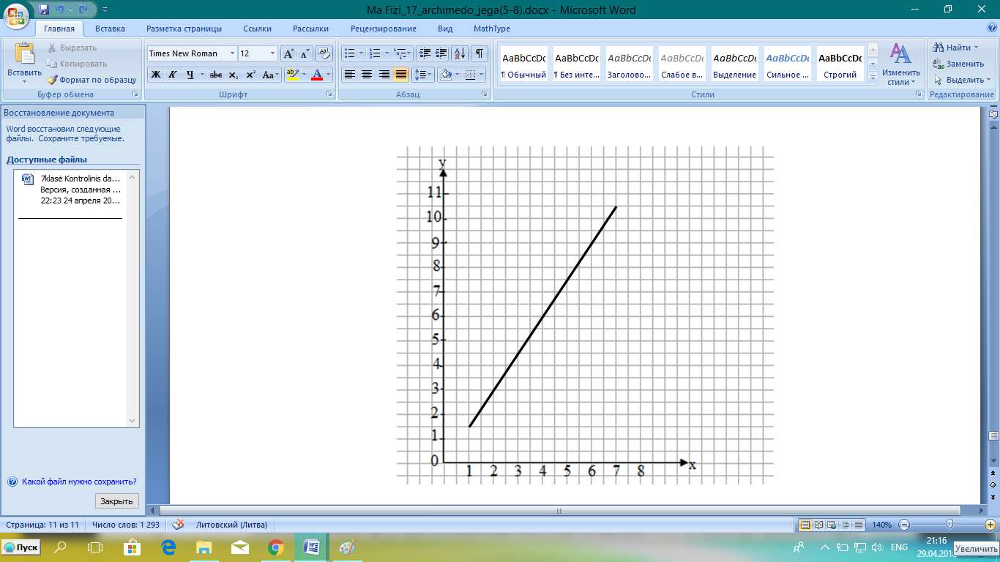 Ma Fizi_17_archimedo_jega(5-8).docx - Microsoft Word
Главная Вставка Разметка страницы Ссылки Рассылки Рецензирование Вид MathType
Вставить
Вырезать
Копировать
Формат по образцу
Буфер обмена
Times New Roman 12
Ж К Ч abc x₂ x² Aa
Шрифт
Абзац
AaBbCcDc AaBbCcDc AaBbCcDc AaBbCcDc AaBbCcDc AaBbCcDc AaBbCcDc
¶ Обычный ¶ Без инте... Заголово... Слабое в... Выделение Сильное ... Строгий
Изменить стили
Стили
Найти
Заменить
Выделить
Редактирование
Восстановление документа
Word восстановил следующие
файлы. Сохраните требуемые.
Доступные файлы
7klasė Kontrolinis da...
Версия, созданная ...
22:23 24 апреля 20...
Какой файл нужно сохранить?
Закрыть
y
11
10
9
8
7
6
5
4
3
2
1
0
1 2 3 4 5 6 7 8 x
Страница: 11 из 11 Число слов: 1 293 Литовский (Литва) 140%
Пуск
ENG
21:16
Увеличить